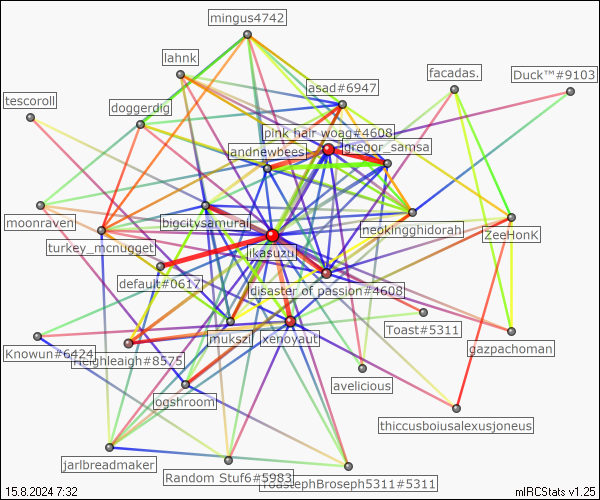 mingus4742
lahnk
asad#6947
facadas.
Duck™#9103
tescoroll
doggerdig
pink hair woag#4608
andnewbees
gregor_samsa
moonraven
bigcitysamurai
neokingghidorah
ZeeHonK
turkey_mcnugget
ikasuzu
default#0617
disaster of passion#4608
mukszil
xenoyaut
Toast#5311
Knowun#6424
neighleigh#8575
gazpachoman
avelicious
ogshroom
thiccusboiusalexusjoneus
jarlbreadmaker
Random Stuf6#5983
ToastephBroseph5311#5311
15.8.2024 7:32
mIRCStats v1.25